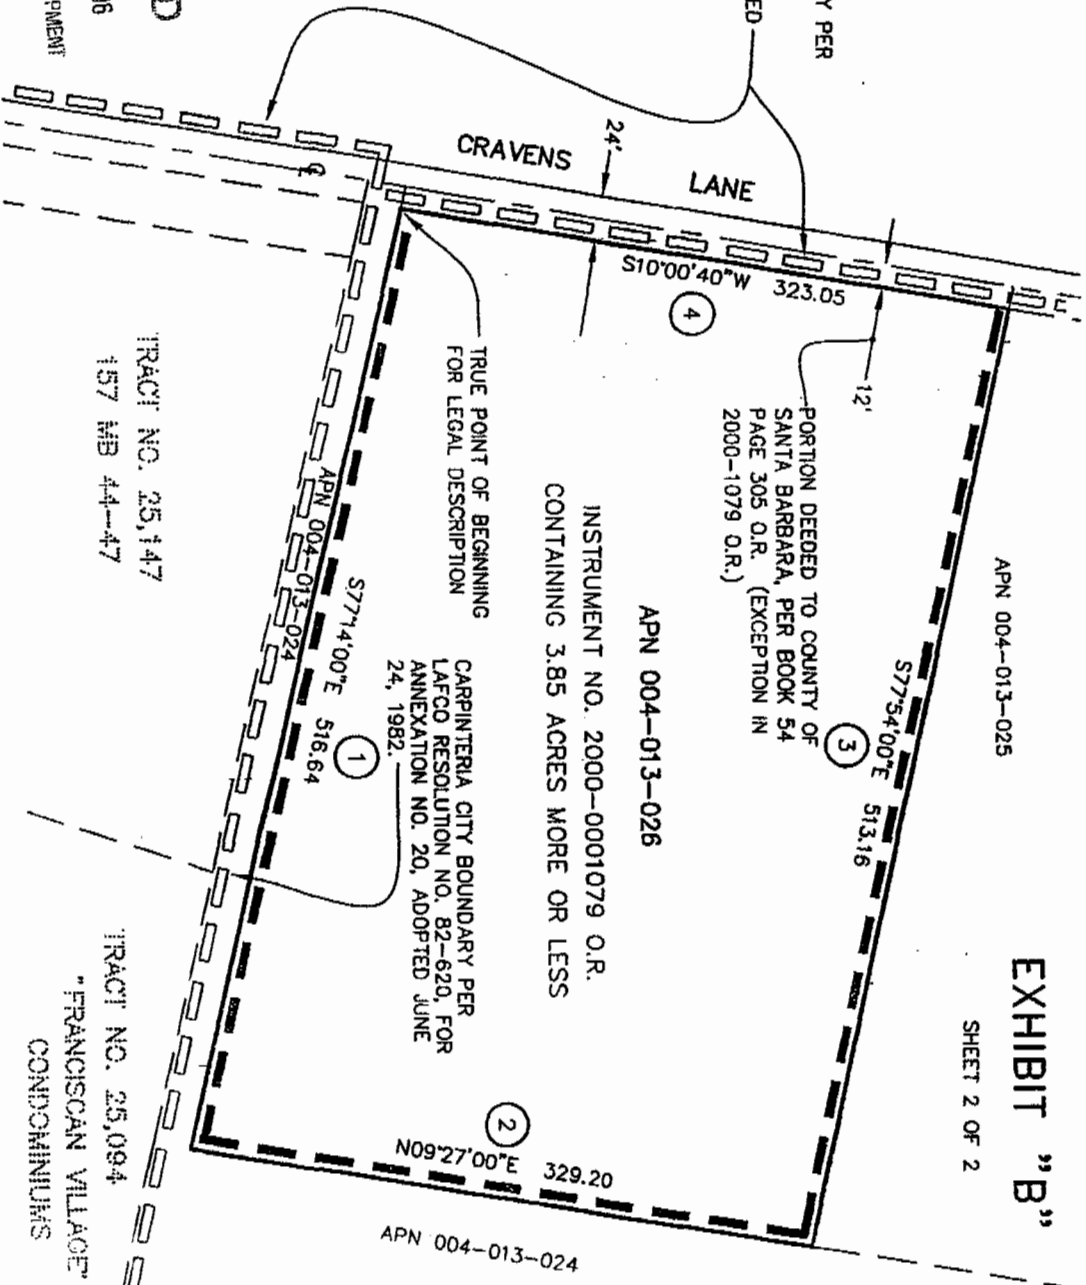 EXHIBIT "B"
SHEET 2 OF 2
APN 004-013-025
S77°54'00"E 513.16
3
PORTION DEEDED TO COUNTY OF
SANTA BARBARA, PER BOOK 54
PAGE 305 O.R. (EXCEPTION IN
2000-1079 O.R.)
12'
Y PER
ED
CRAVENS LANE
24'
S10°00'40"W 323.05
4
APN 004-013-026
INSTRUMENT NO. 2000-0001079 O.R.
CONTAINING 3.85 ACRES MORE OR LESS
TRUE POINT OF BEGINNING
FOR LEGAL DESCRIPTION
CARPINTERIA CITY BOUNDARY PER
LAFCO RESOLUTION NO. 82-620, FOR
ANNEXATION NO. 20, ADOPTED JUNE
24, 1982.
1
S77°14'00"E 516.64
APN 004-013-024
2
N09°27'00"E 329.20
APN 004-013-024
TRACT NO. 25,147
157 MB 44-47
TRACT NO. 25,094
"FRANCISCAN VILLAGE"
CONDOMINIUMS
D
PMENT